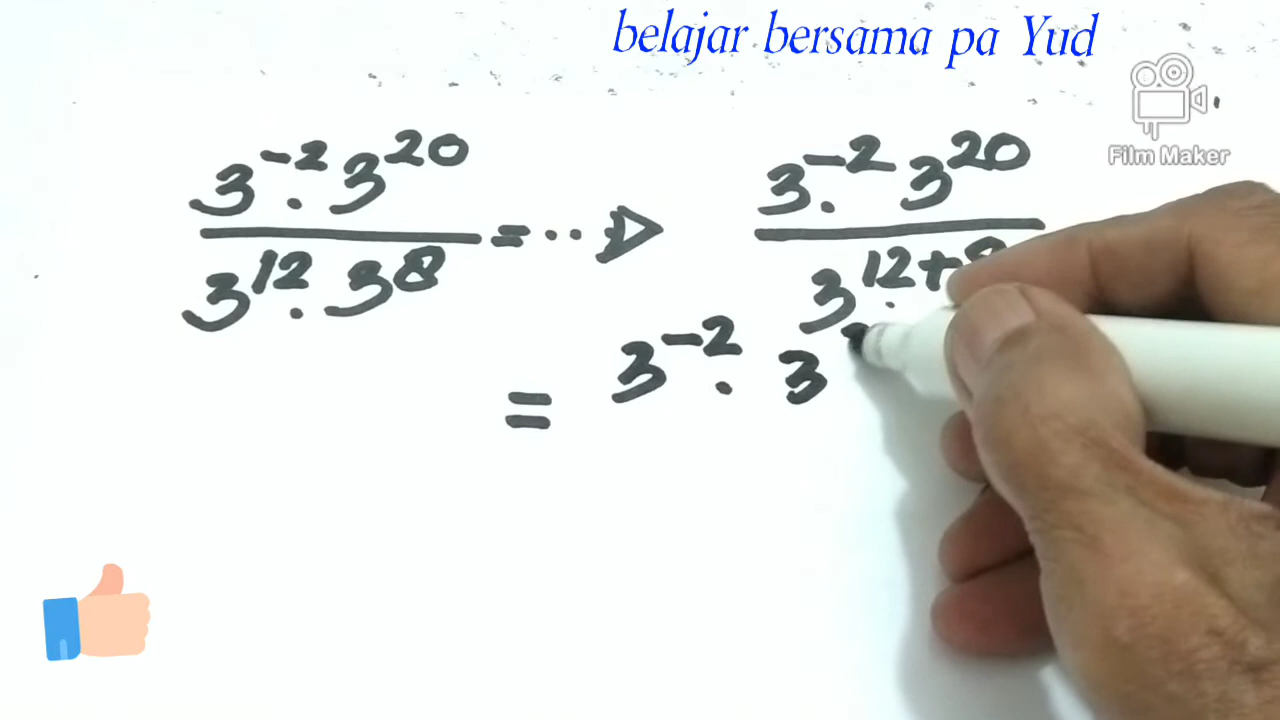 belajar bersama pa Yud
Film Maker
3⁻² . 3²⁰ / 3¹² . 3⁸ = ...
3⁻² . 3²⁰ / 3¹²⁺⁸
= 3⁻² . 3